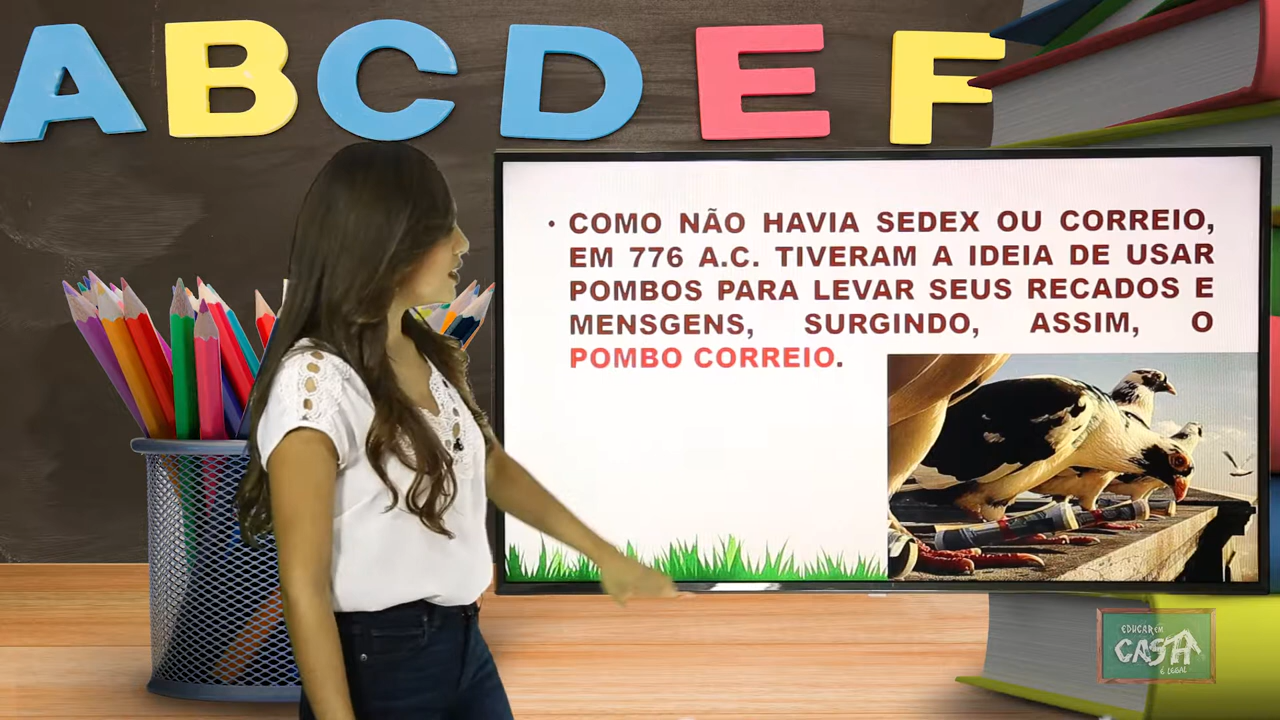 ABCDEF
• COMO NÃO HAVIA SEDEX OU CORREIO,
EM 776 A.C. TIVERAM A IDEIA DE USAR
POMBOS PARA LEVAR SEUS RECADOS E
MENSGENS, SURGINDO, ASSIM, O
POMBO CORREIO.
EDUCAR EM
CASA
É LEGAL